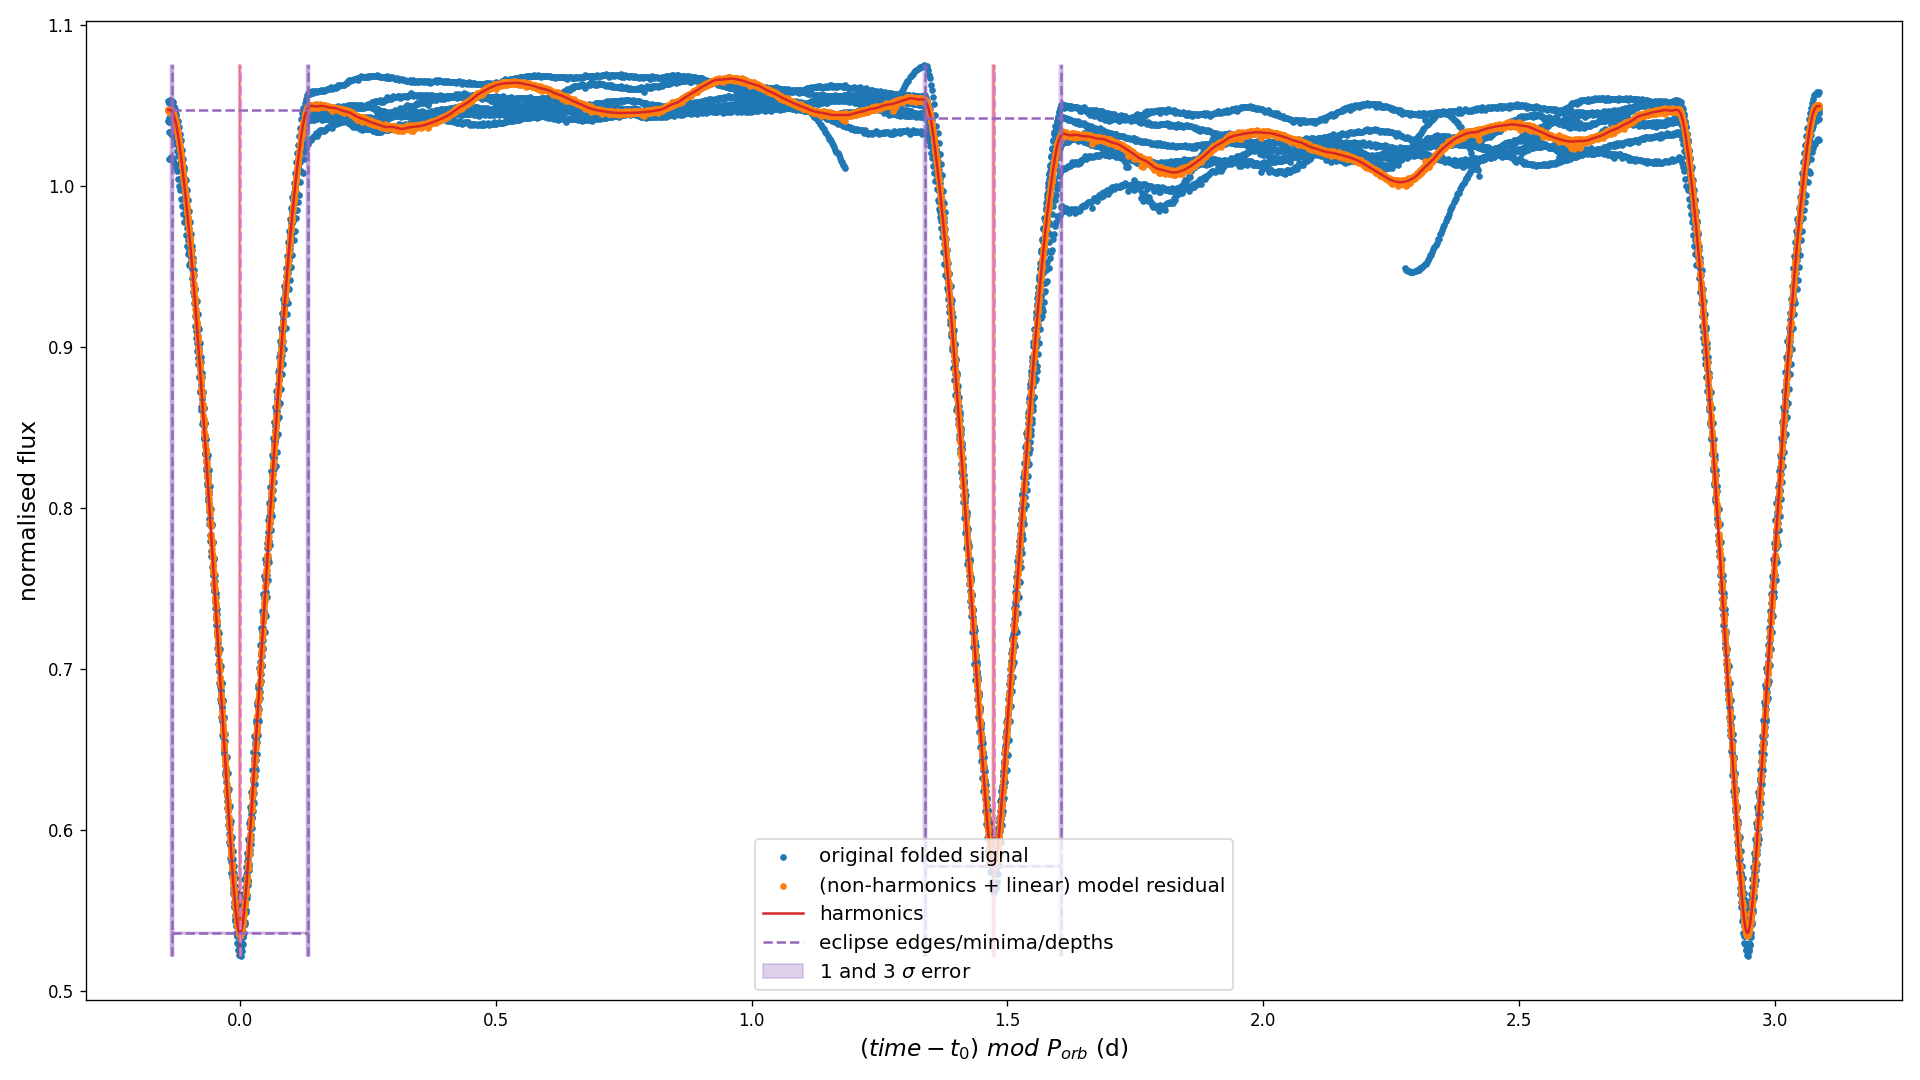 1.1
1.0
0.9
0.8
0.7
0.6
0.5
normalised flux
original folded signal
(non-harmonics + linear) model residual
harmonics
eclipse edges/minima/depths
1 and 3 σ error
0.0 0.5 1.0 1.5 2.0 2.5 3.0
(time − t₀) mod Pₒᵣb (d)